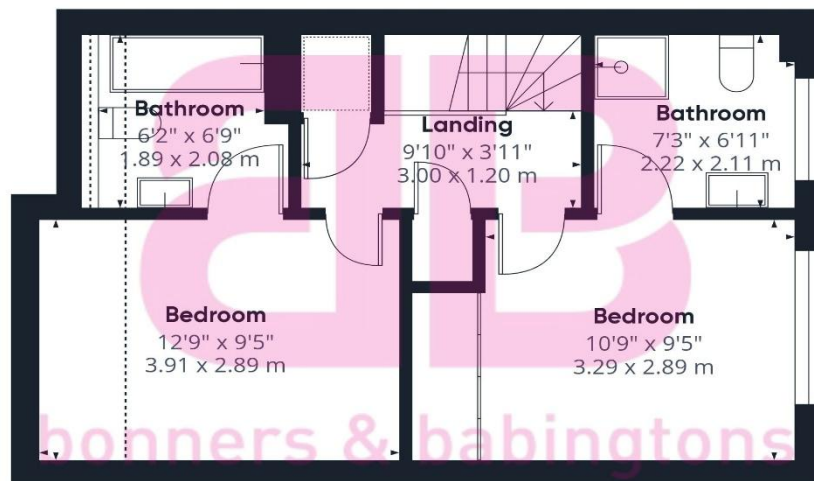 Bathroom
6'2" x 6'9"
1.89 x 2.08 m
Landing
9'10" x 3'11"
3.00 x 1.20 m
Bathroom
7'3" x 6'11"
2.22 x 2.11 m
Bedroom
12'9" x 9'5"
3.91 x 2.89 m
Bedroom
10'9" x 9'5"
3.29 x 2.89 m
bonners & babingtons